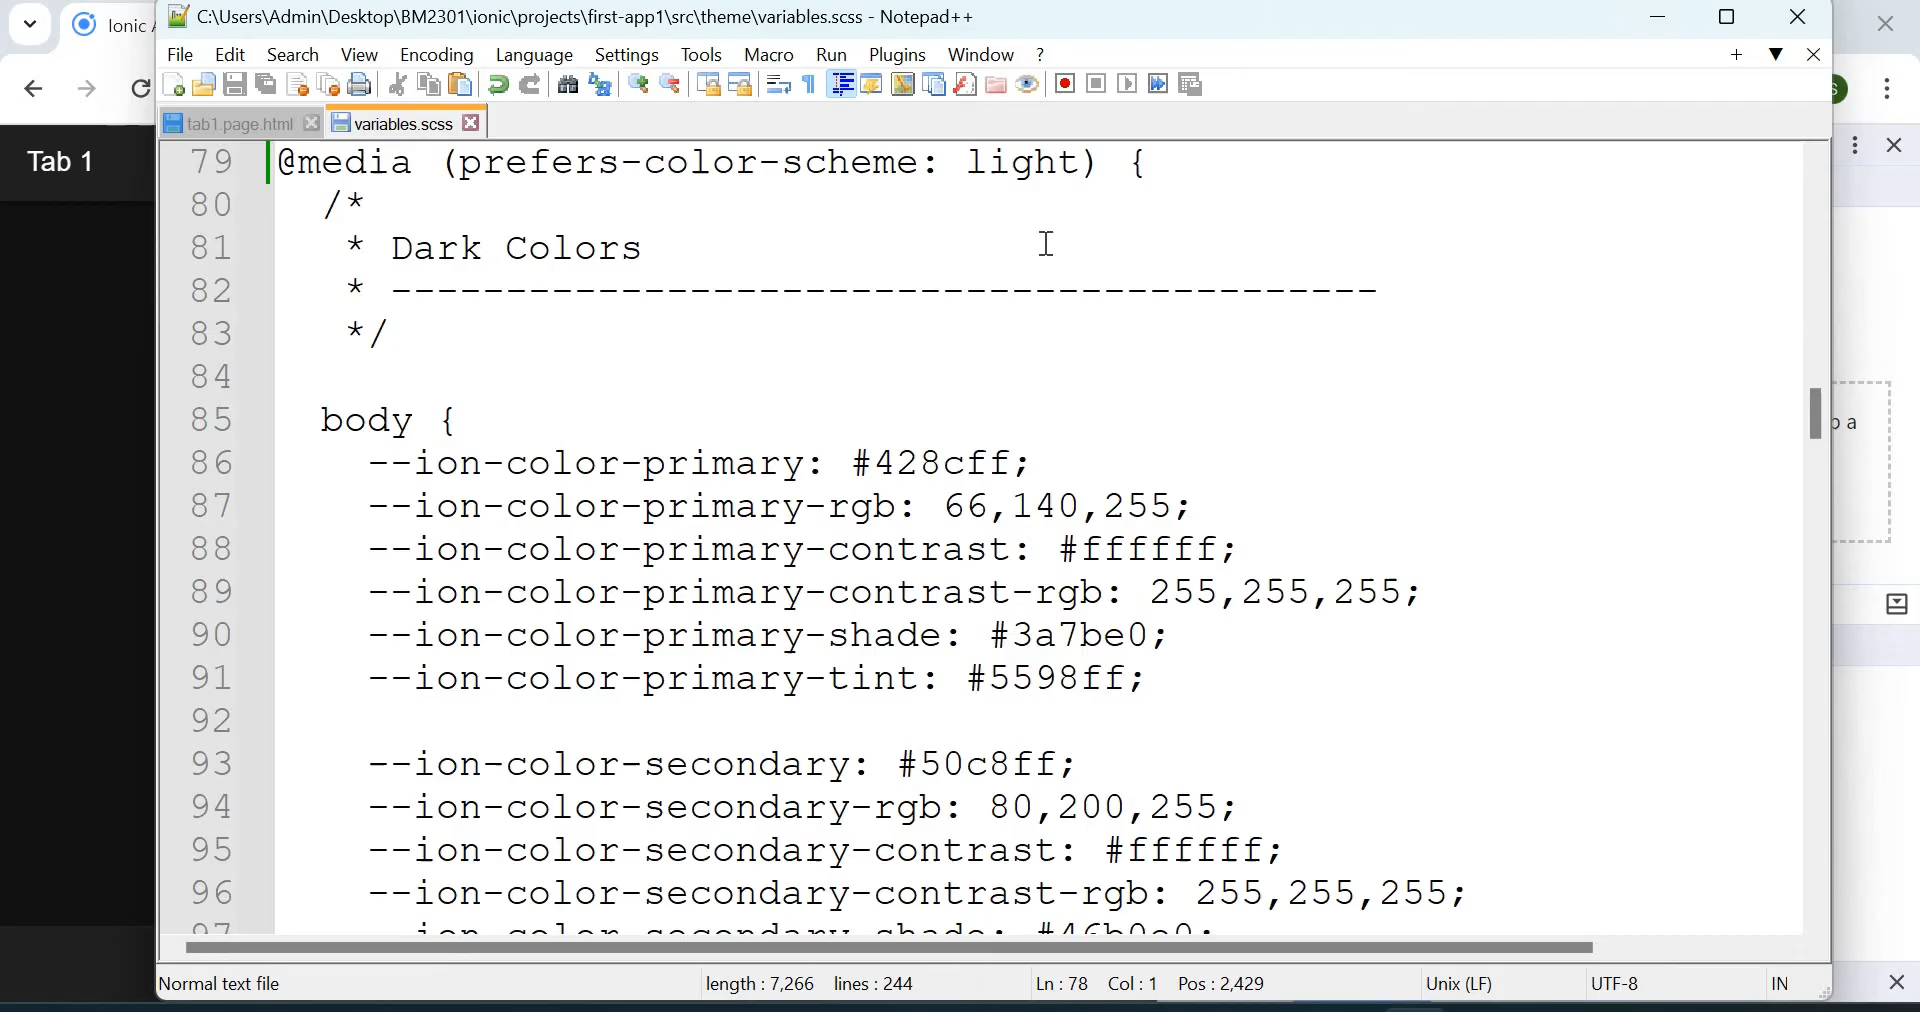 Ionic A
C:\Users\Admin\Desktop\BM2301\ionic\projects\first-app1\src\theme\variables.scss - Notepad++
File Edit Search View Encoding Language Settings Tools Macro Run Plugins Window ?
tab1.page.html variables.scss
Tab 1
79 @media (prefers-color-scheme: light) {
80 /*
81 * Dark Colors
82 * -------------------------------------------
83 */
84
85 body {
86 --ion-color-primary: #428cff;
87 --ion-color-primary-rgb: 66,140,255;
88 --ion-color-primary-contrast: #ffffff;
89 --ion-color-primary-contrast-rgb: 255,255,255;
90 --ion-color-primary-shade: #3a7be0;
91 --ion-color-primary-tint: #5598ff;
92
93 --ion-color-secondary: #50c8ff;
94 --ion-color-secondary-rgb: 80,200,255;
95 --ion-color-secondary-contrast: #ffffff;
96 --ion-color-secondary-contrast-rgb: 255,255,255;
97 --ion-color-secondary-shade: #46b0e0;
Normal text file length : 7,266 lines : 244 Ln : 78 Col : 1 Pos : 2,429 Unix (LF) UTF-8 IN